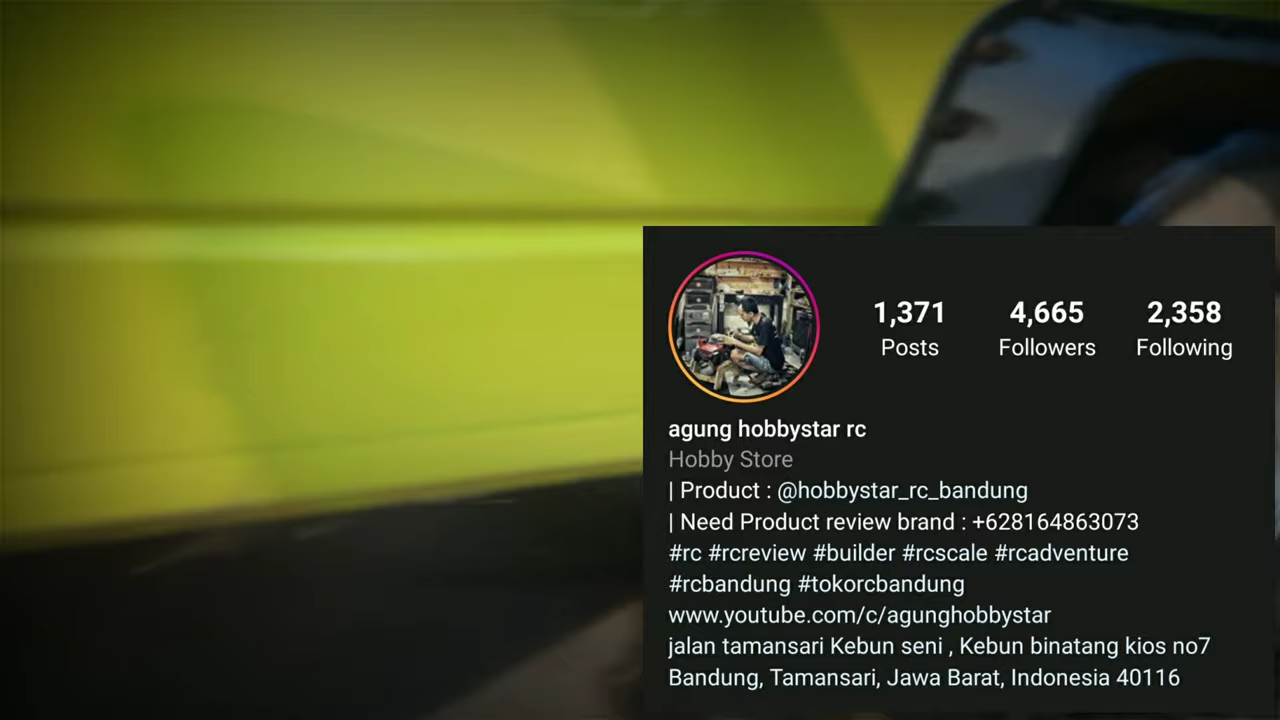 1,371 4,665 2,358
Posts Followers Following
agung hobbystar rc
Hobby Store
| Product : @hobbystar_rc_bandung
| Need Product review brand : +628164863073
#rc #rcreview #builder #rcscale #rcadventure
#rcbandung #tokorcbandung
www.youtube.com/c/agunghobbystar
jalan tamansari Kebun seni , Kebun binatang kios no7
Bandung, Tamansari, Jawa Barat, Indonesia 40116